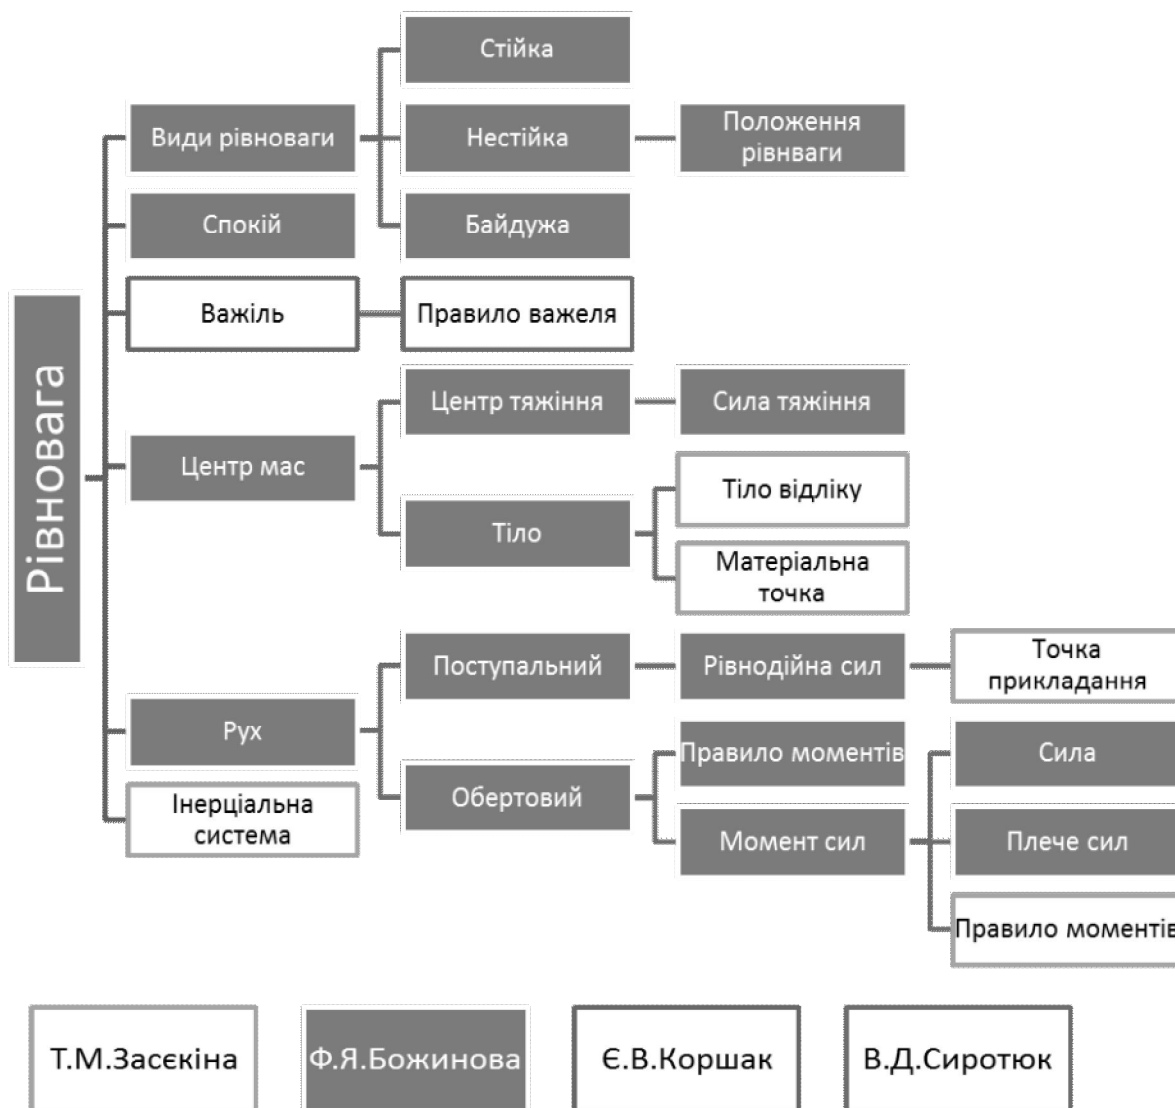 Стійка
Види рівноваги
Нестійка
Положення
рівнваги
Спокій
Байдужа
Важіль
Правило важеля
Рівновага
Центр тяжіння
Сила тяжіння
Центр мас
Тіло відліку
Тіло
Матеріальна
точка
Поступальний
Рівнодійна сил
Точка
прикладання
Рух
Правило моментів
Сила
Обертовий
Інерціальна
система
Момент сил
Плече сил
Правило моментів
Т.М.Засєкіна
Ф.Я.Божинова
Є.В.Коршак
В.Д.Сиротюк